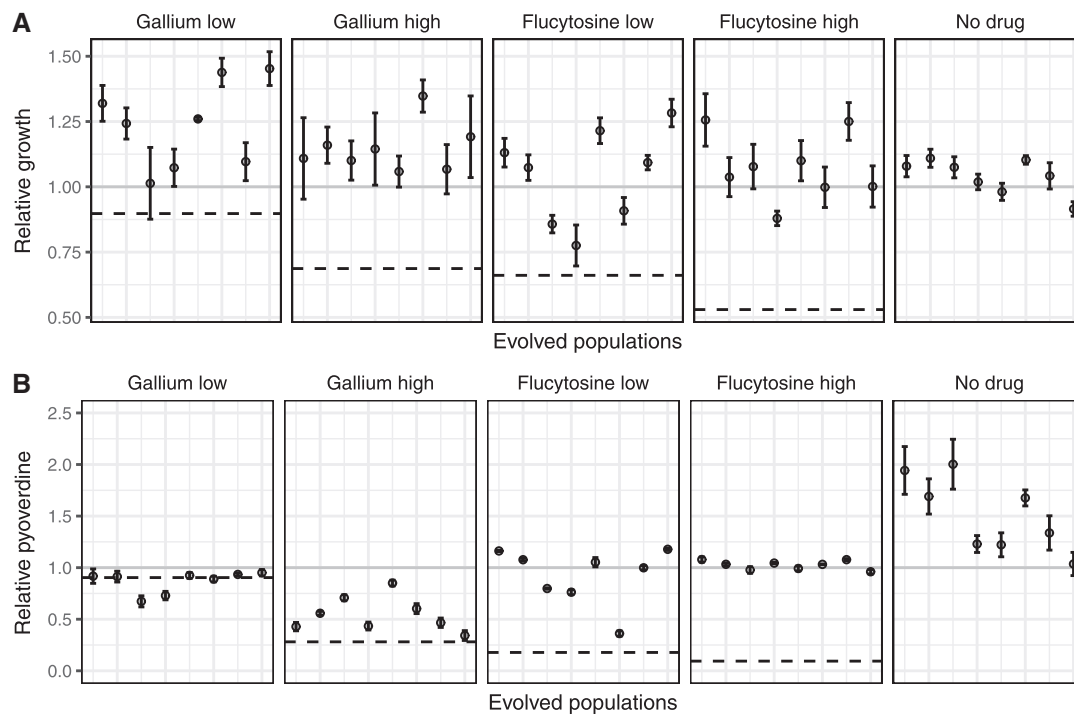 A
Gallium low Gallium high Flucytosine low Flucytosine high No drug
Relative growth
1.50
1.25
1.00
0.75
0.50
Evolved populations
B
Gallium low Gallium high Flucytosine low Flucytosine high No drug
Relative pyoverdine
2.5
2.0
1.5
1.0
0.5
0.0
Evolved populations